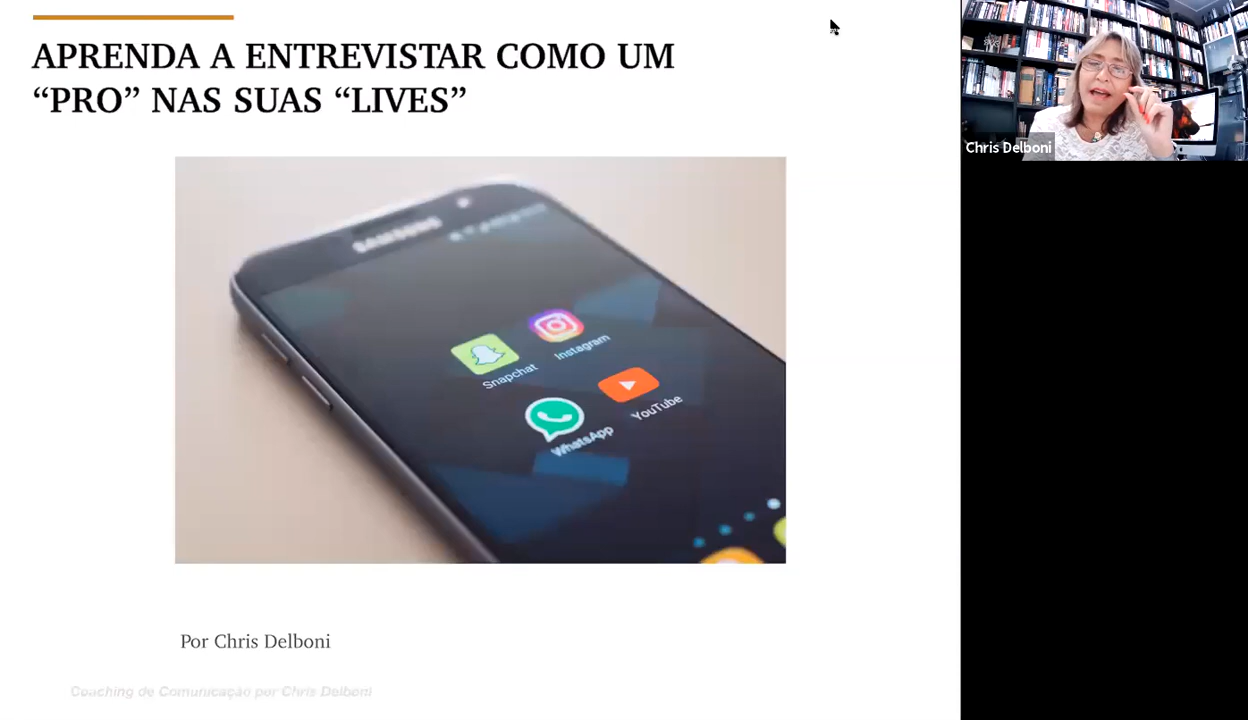 APRENDA A ENTREVISTAR COMO UM
“PRO” NAS SUAS “LIVES”
Chris Delboni
SAMSUNG
Instagram
Snapchat
YouTube
WhatsApp
Por Chris Delboni
Coaching de Comunicação por Chris Delboni